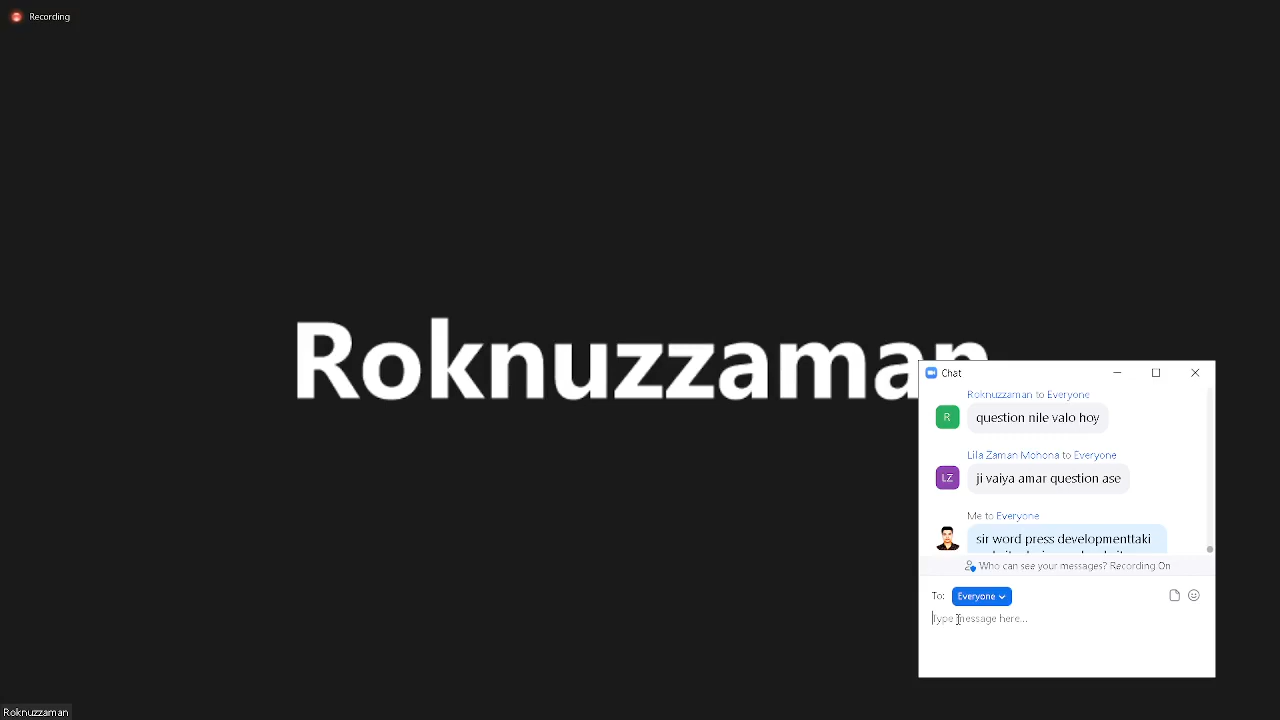 Recording
Roknuzzaman
Chat
Roknuzzaman to Everyone
R
question nile valo hoy
Lila Zaman Mohona to Everyone
LZ
ji vaiya amar question ase
Me to Everyone
sir word press developmenttaki
Who can see your messages? Recording On
To: Everyone
Type message here...
Roknuzzaman